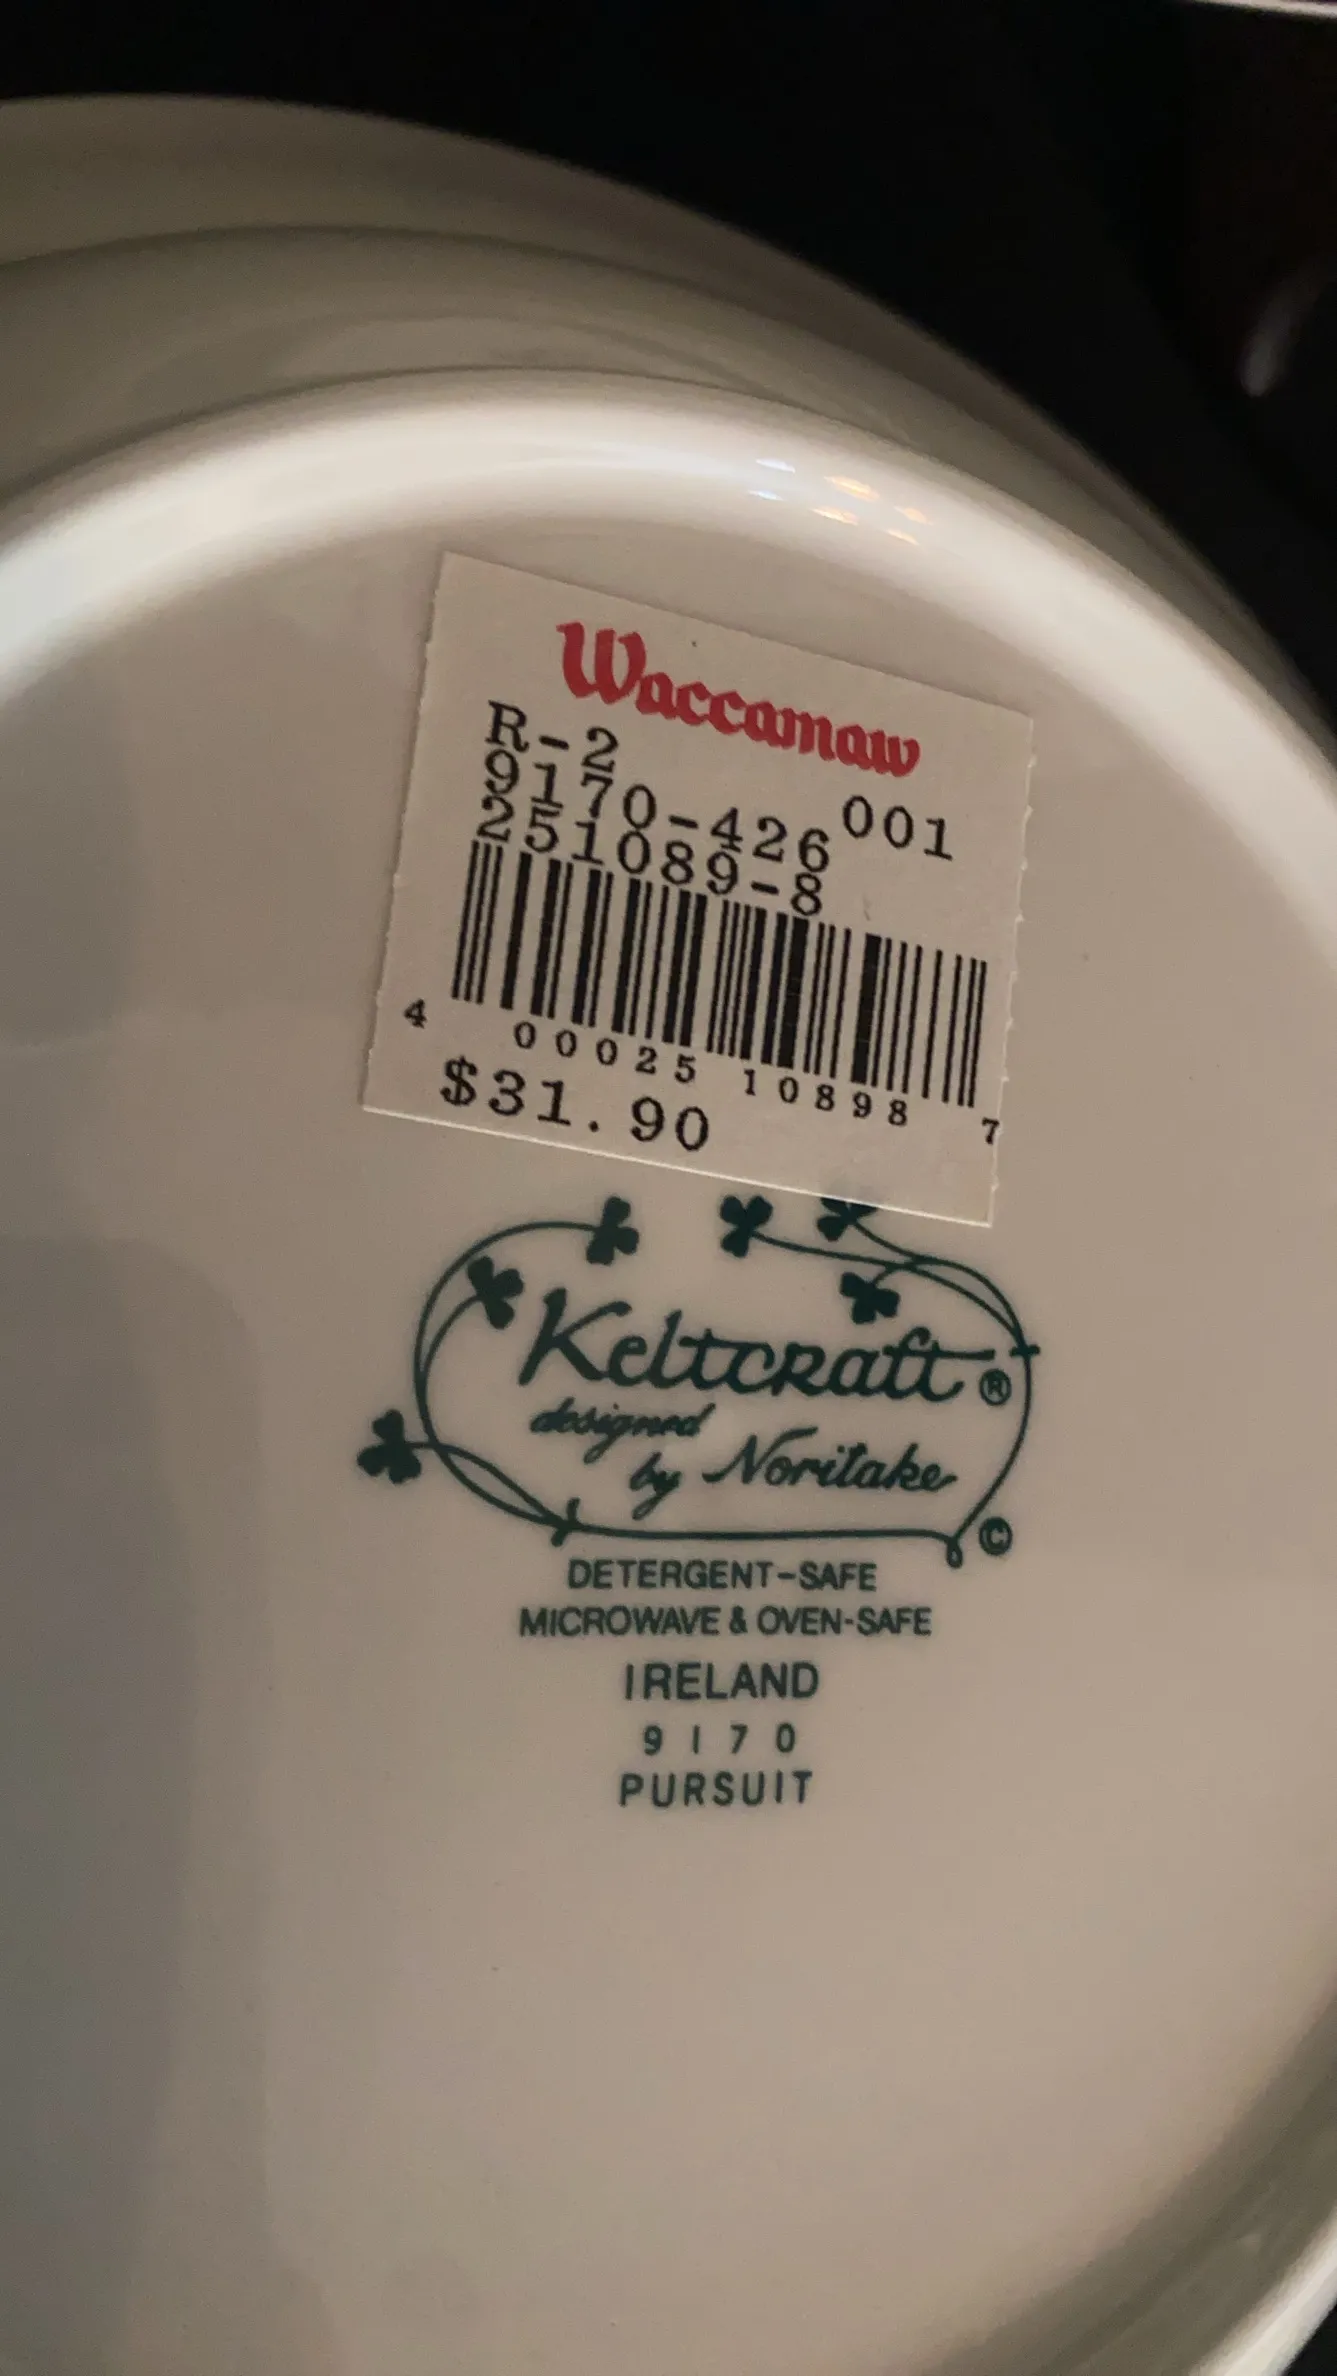 Waccamaw
R-2
9170-426 001
251089-8
4 00025 10898 7
$31.90
Keltcraft ®
designed
by Noritake
©
DETERGENT-SAFE
MICROWAVE & OVEN-SAFE
IRELAND
9170
PURSUIT